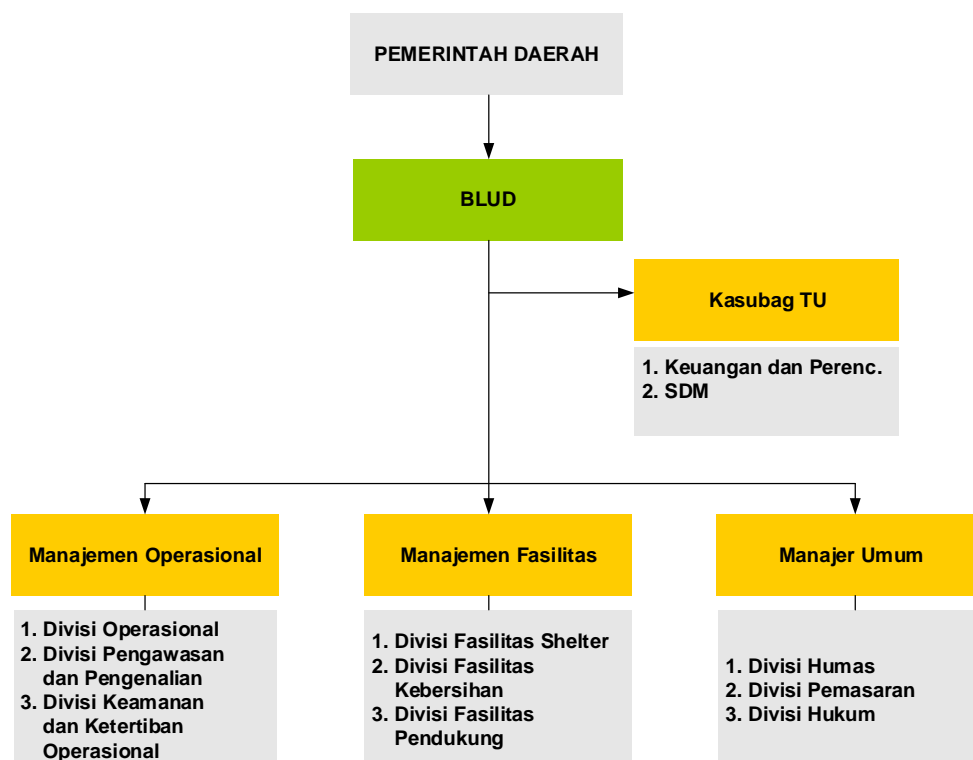 PEMERINTAH DAERAH
BLUD
Kasubag TU
1. Keuangan dan Perenc.
2. SDM
Manajemen Operasional
1. Divisi Operasional
2. Divisi Pengawasan
dan Pengenalian
3. Divisi Keamanan
dan Ketertiban
Operasional
Manajemen Fasilitas
1. Divisi Fasilitas Shelter
2. Divisi Fasilitas
Kebersihan
3. Divisi Fasilitas
Pendukung
Manajer Umum
1. Divisi Humas
2. Divisi Pemasaran
3. Divisi Hukum